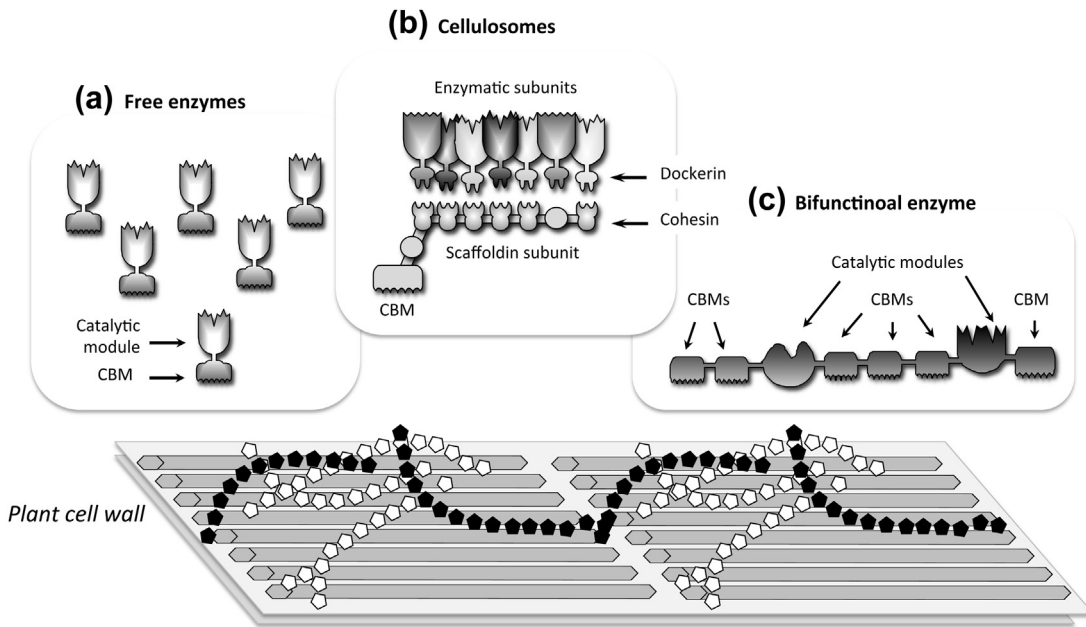 (a) Free enzymes
Catalytic
module
CBM
(b) Cellulosomes
Enzymatic subunits
Dockerin
Cohesin
Scaffoldin subunit
CBM
(c) Bifunctinoal enzyme
Catalytic modules
CBMs
CBMs
CBM
Plant cell wall